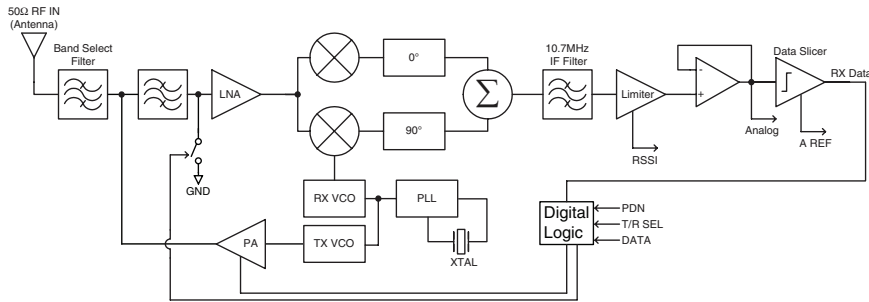 50Ω RF IN
(Antenna)
Band Select
Filter
LNA
0°
90°
Σ
10.7MHz
IF Filter
Limiter
-
+
Data Slicer
RX Data
Analog
A REF
RSSI
GND
RX VCO
PLL
PA
TX VCO
XTAL
Digital
Logic
PDN
T/R SEL
DATA